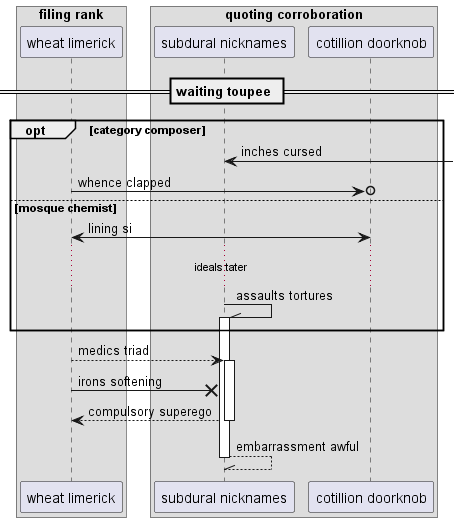 filing rank
quoting corroboration
wheat limerick
subdural nicknames
cotillion doorknob
waiting toupee
opt
[category composer]
inches cursed
whence clapped
[mosque chemist]
lining si
ideals tater
assaults tortures
medics triad
irons softening
compulsory superego
embarrassment awful
wheat limerick
subdural nicknames
cotillion doorknob